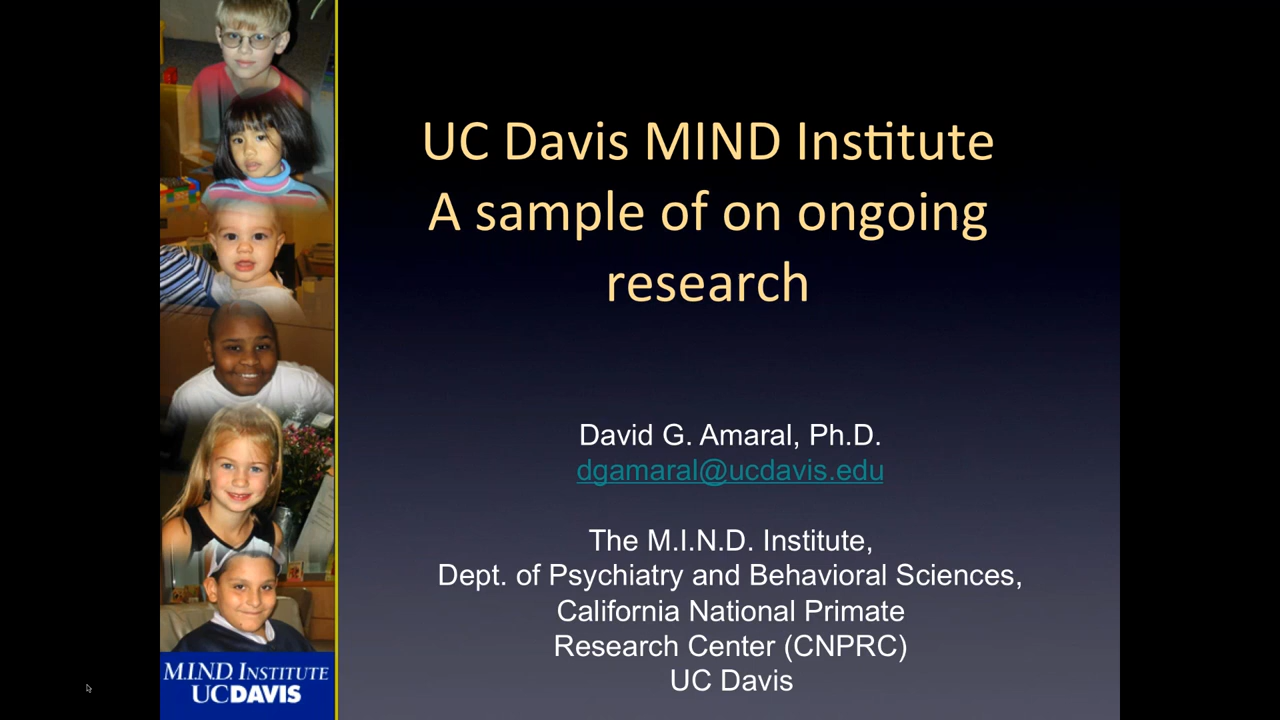 UC Davis MIND Institute
A sample of on ongoing
research
David G. Amaral, Ph.D.
dgamaral@ucdavis.edu
The M.I.N.D. Institute,
Dept. of Psychiatry and Behavioral Sciences,
California National Primate
Research Center (CNPRC)
UC Davis
M.I.N.D. INSTITUTE
UCDAVIS